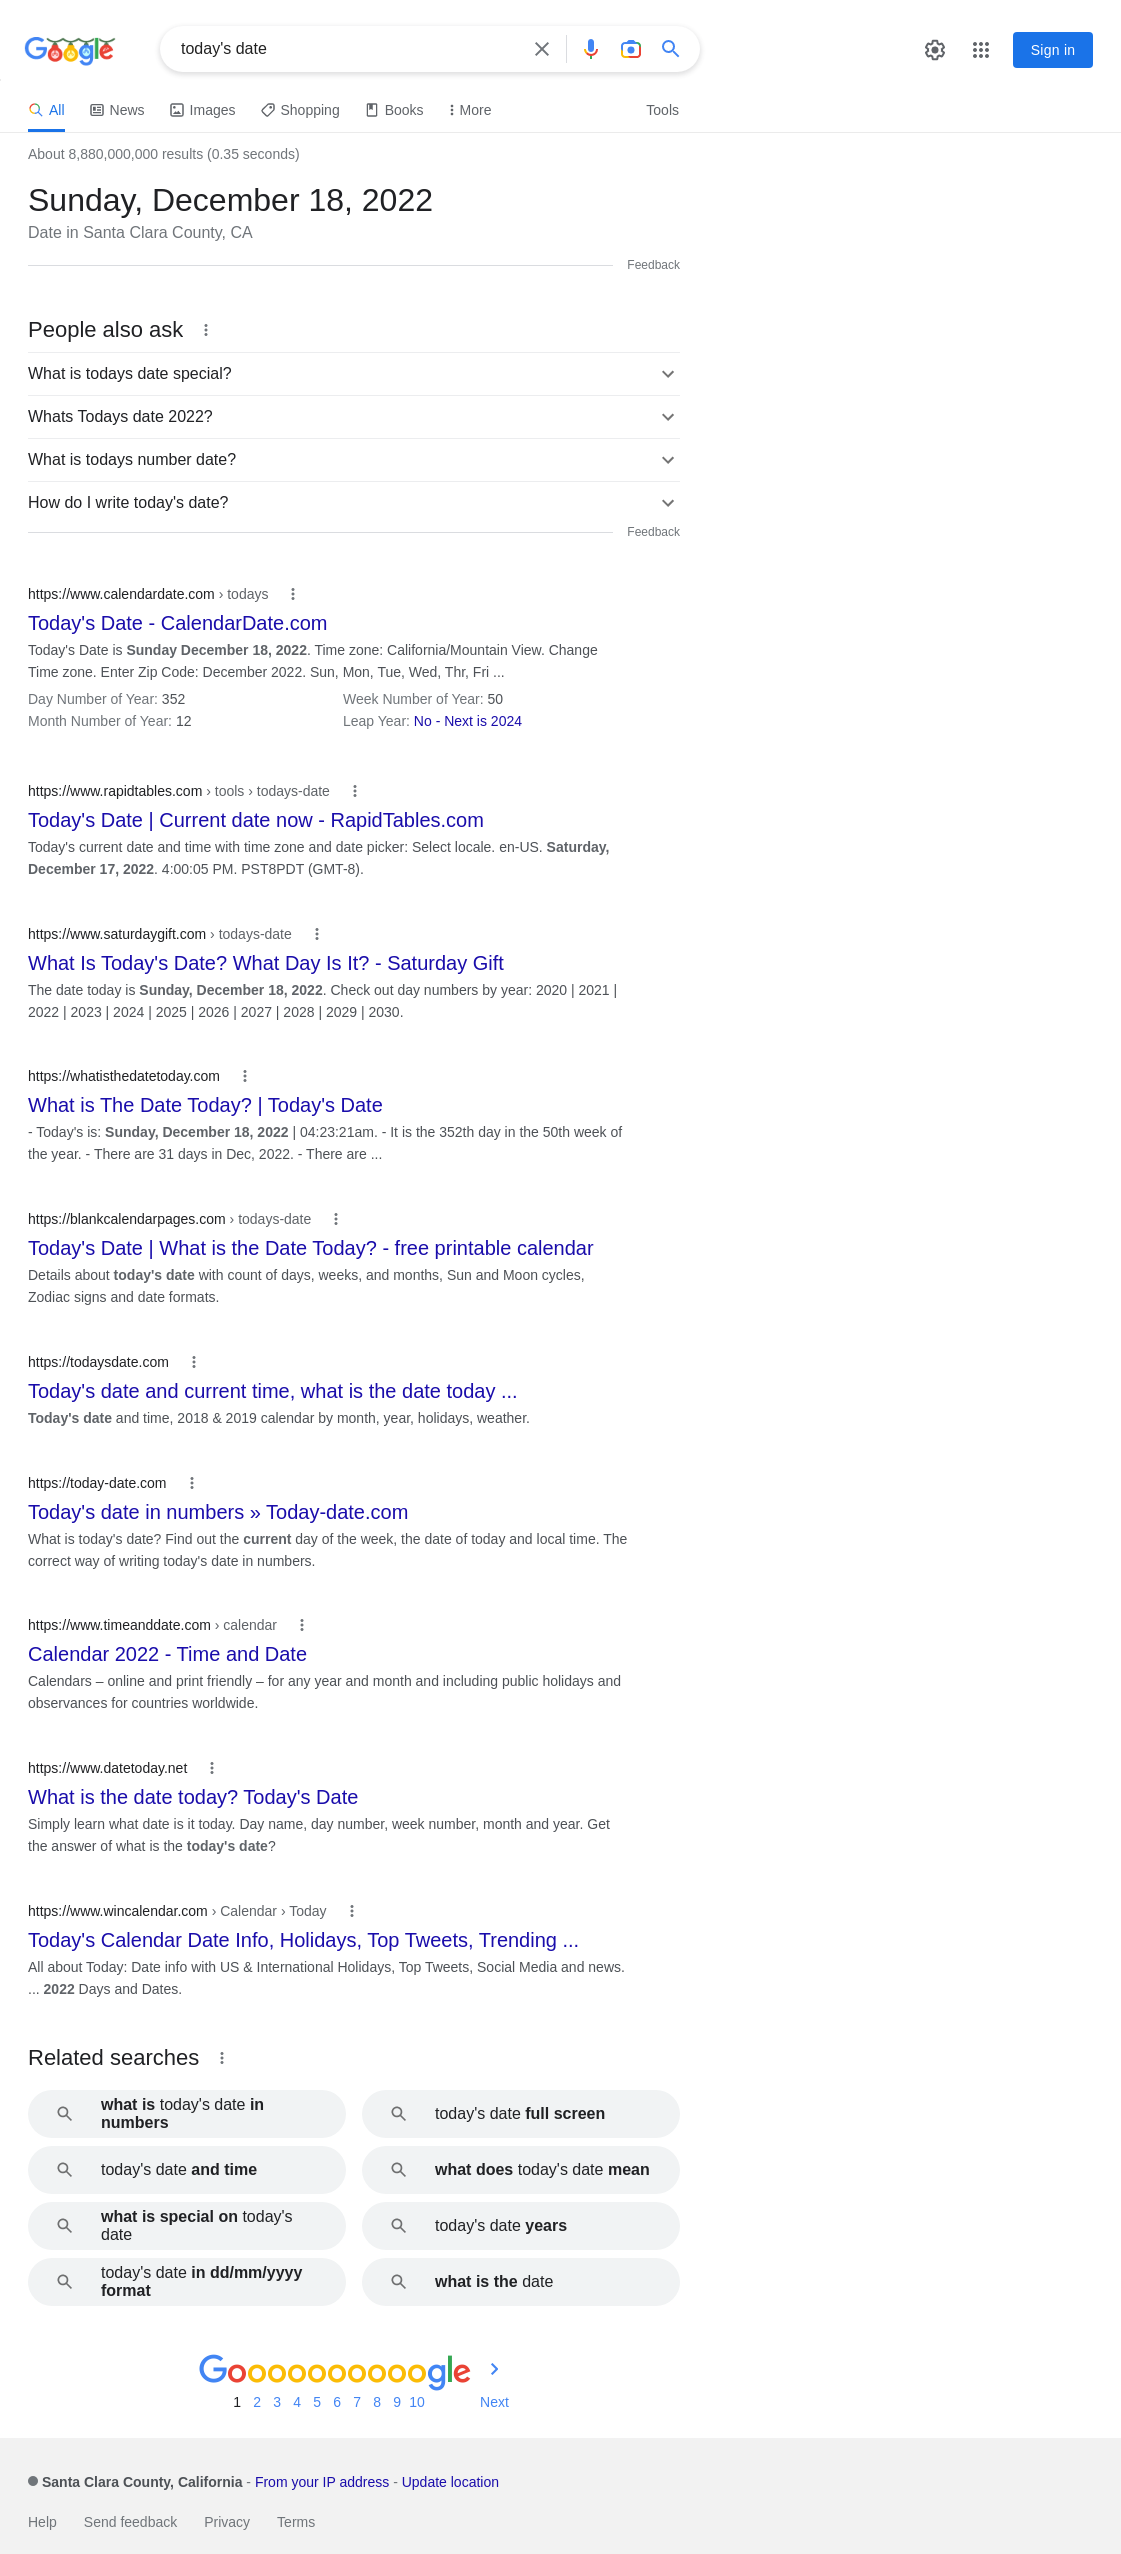 Google
today's date
Sign in
All News Images Shopping Books More Tools
About 8,880,000,000 results (0.35 seconds)
Sunday, December 18, 2022
Date in Santa Clara County, CA
Feedback
People also ask
What is todays date special?
Whats Todays date 2022?
What is todays number date?
How do I write today's date?
Feedback
https://www.calendardate.com › todays
Today's Date - CalendarDate.com
Today's Date is Sunday December 18, 2022. Time zone: California/Mountain View. Change
Time zone. Enter Zip Code: December 2022. Sun, Mon, Tue, Wed, Thr, Fri ...
Day Number of Year: 352 Week Number of Year: 50
Month Number of Year: 12 Leap Year: No - Next is 2024
https://www.rapidtables.com › tools › todays-date
Today's Date | Current date now - RapidTables.com
Today's current date and time with time zone and date picker: Select locale. en-US. Saturday,
December 17, 2022. 4:00:05 PM. PST8PDT (GMT-8).
https://www.saturdaygift.com › todays-date
What Is Today's Date? What Day Is It? - Saturday Gift
The date today is Sunday, December 18, 2022. Check out day numbers by year: 2020 | 2021 |
2022 | 2023 | 2024 | 2025 | 2026 | 2027 | 2028 | 2029 | 2030.
https://whatisthedatetoday.com
What is The Date Today? | Today's Date
- Today's is: Sunday, December 18, 2022 | 04:23:21am. - It is the 352th day in the 50th week of
the year. - There are 31 days in Dec, 2022. - There are ...
https://blankcalendarpages.com › todays-date
Today's Date | What is the Date Today? - free printable calendar
Details about today's date with count of days, weeks, and months, Sun and Moon cycles,
Zodiac signs and date formats.
https://todaysdate.com
Today's date and current time, what is the date today ...
Today's date and time, 2018 & 2019 calendar by month, year, holidays, weather.
https://today-date.com
Today's date in numbers » Today-date.com
What is today's date? Find out the current day of the week, the date of today and local time. The
correct way of writing today's date in numbers.
https://www.timeanddate.com › calendar
Calendar 2022 - Time and Date
Calendars – online and print friendly – for any year and month and including public holidays and
observances for countries worldwide.
https://www.datetoday.net
What is the date today? Today's Date
Simply learn what date is it today. Day name, day number, week number, month and year. Get
the answer of what is the today's date?
https://www.wincalendar.com › Calendar › Today
Today's Calendar Date Info, Holidays, Top Tweets, Trending ...
All about Today: Date info with US & International Holidays, Top Tweets, Social Media and news.
... 2022 Days and Dates.
Related searches
what is today's date in
numbers
today's date full screen
today's date and time
what does today's date mean
what is special on today's
date
today's date years
today's date in dd/mm/yyyy
format
what is the date
Goooooooooogle
1 2 3 4 5 6 7 8 9 10 Next
Santa Clara County, California - From your IP address - Update location
Help Send feedback Privacy Terms